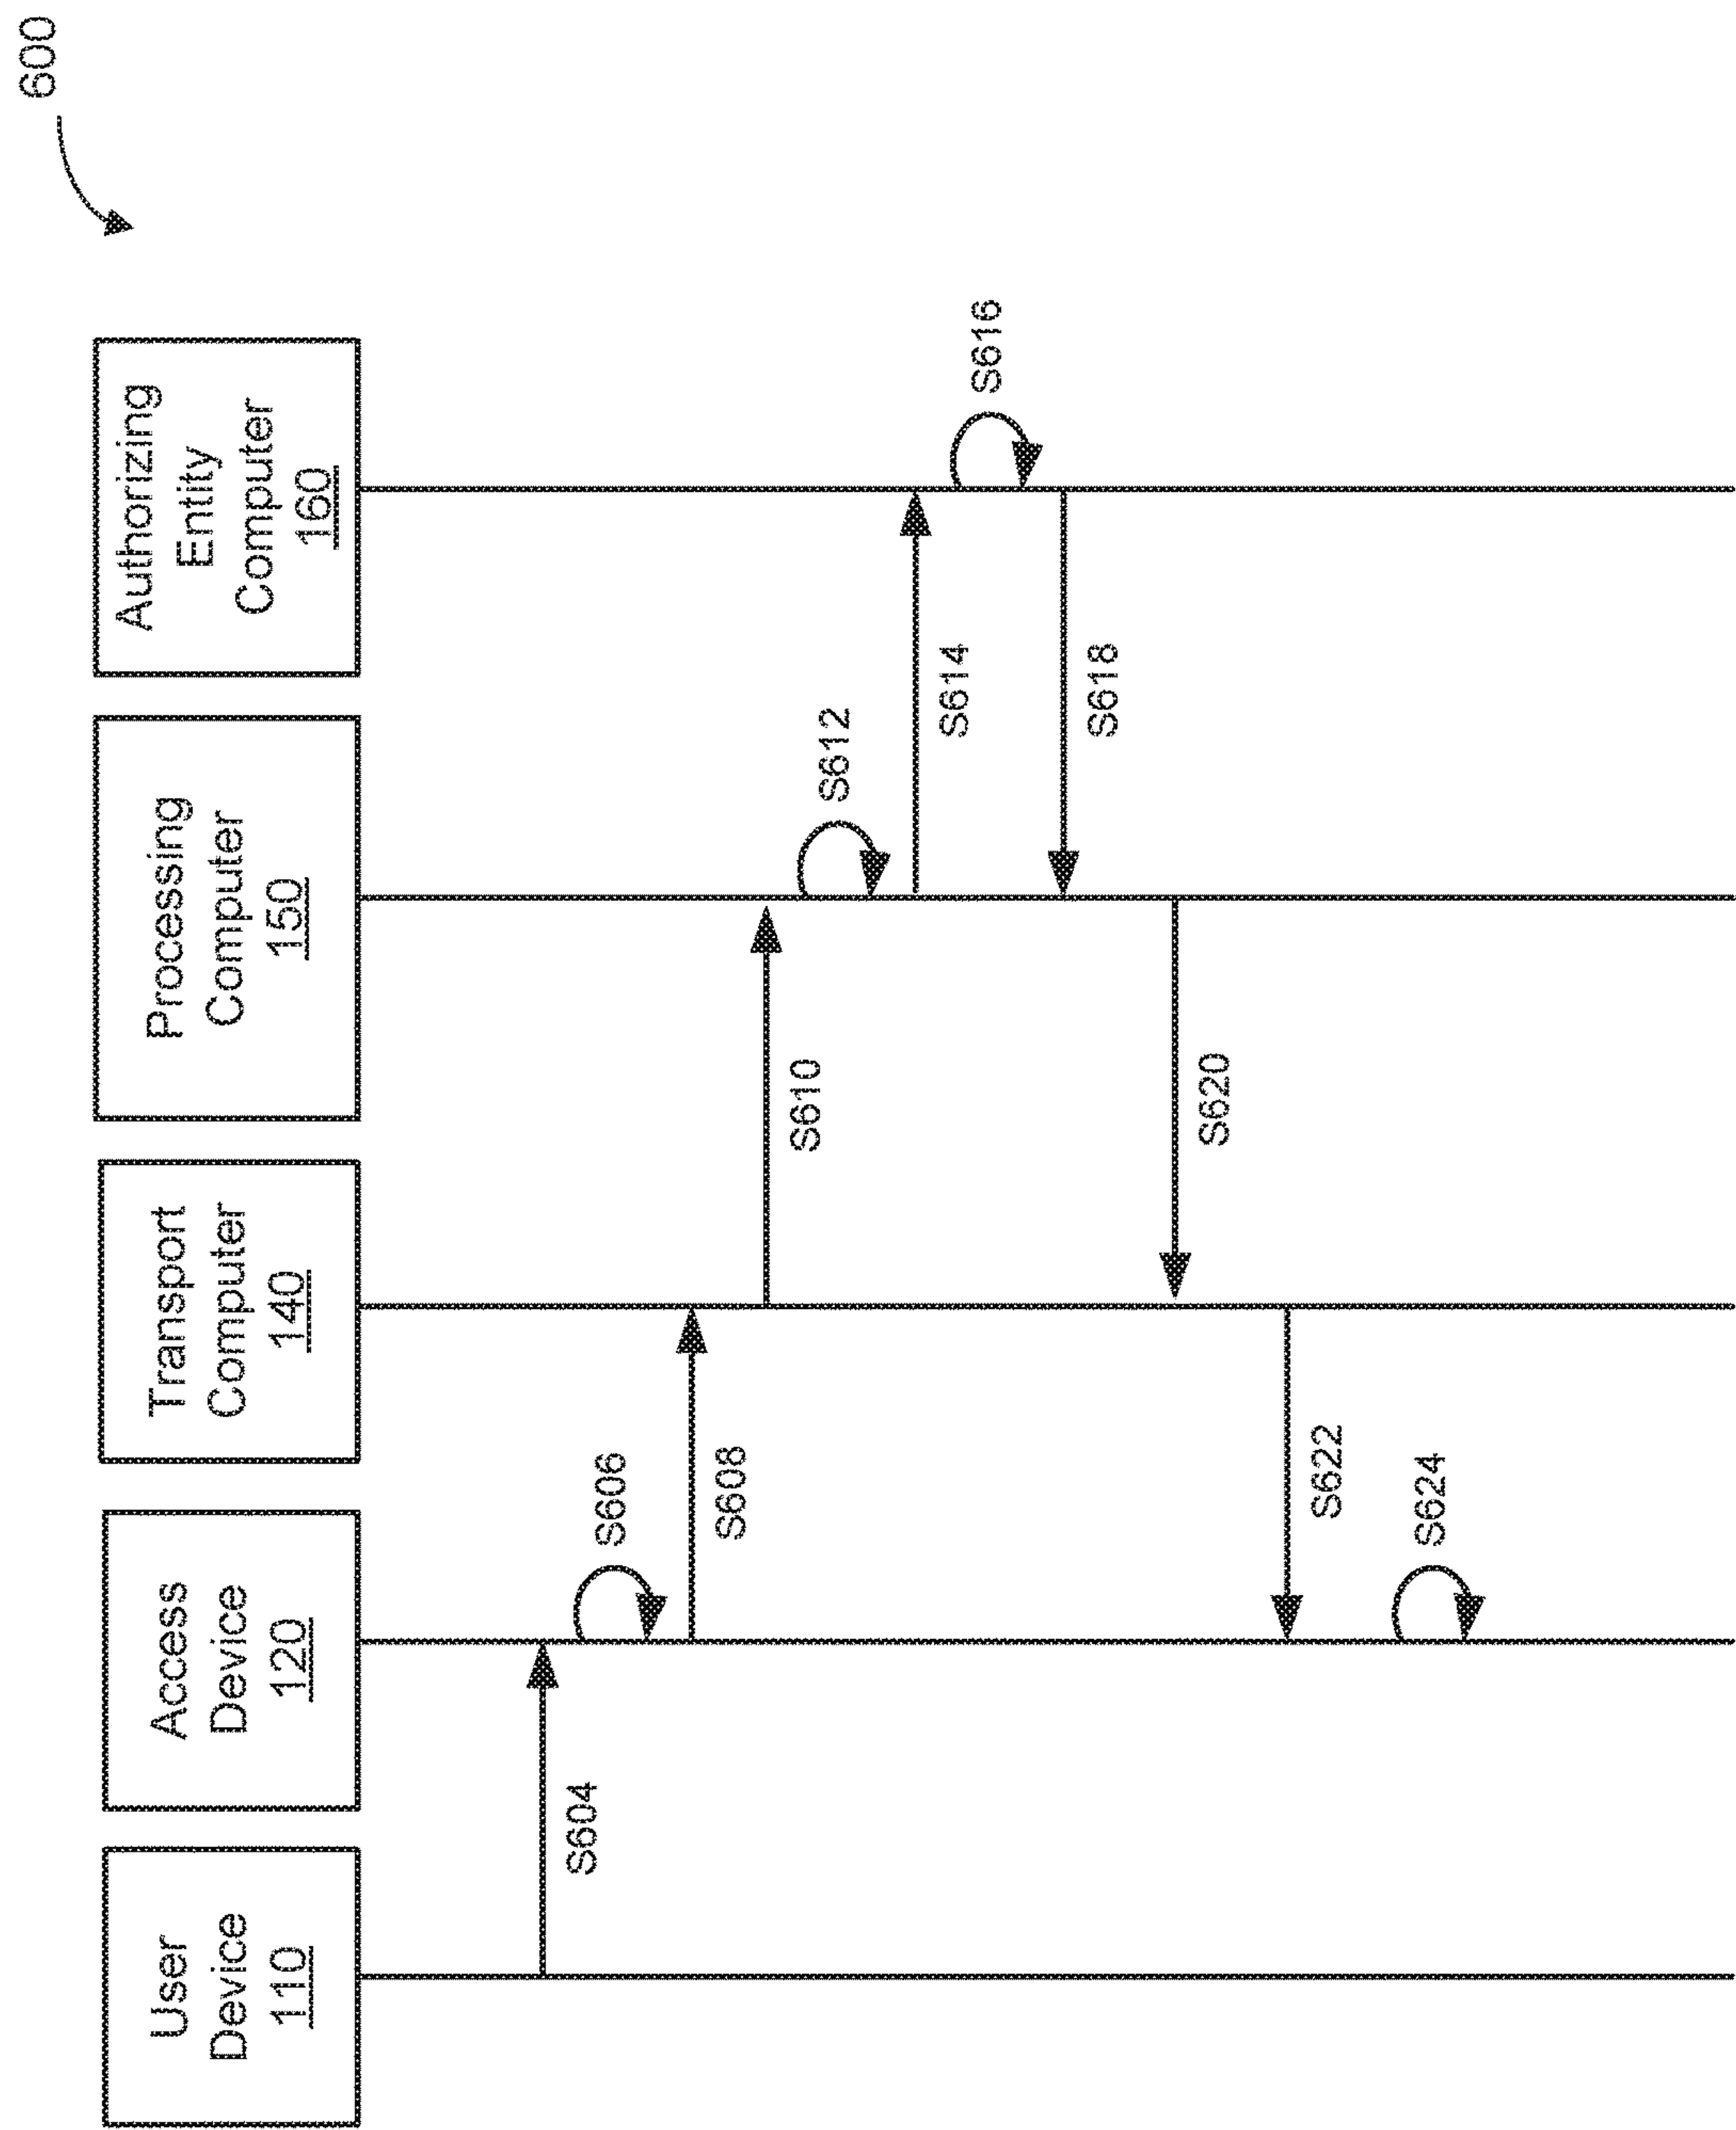 600
User
Device
110
Access
Device
120
Transport
Computer
140
Processing
Computer
150
Authorizing
Entity
Computer
160
S604
S606
S608
S610
S612
S614
S616
S618
S620
S622
S624